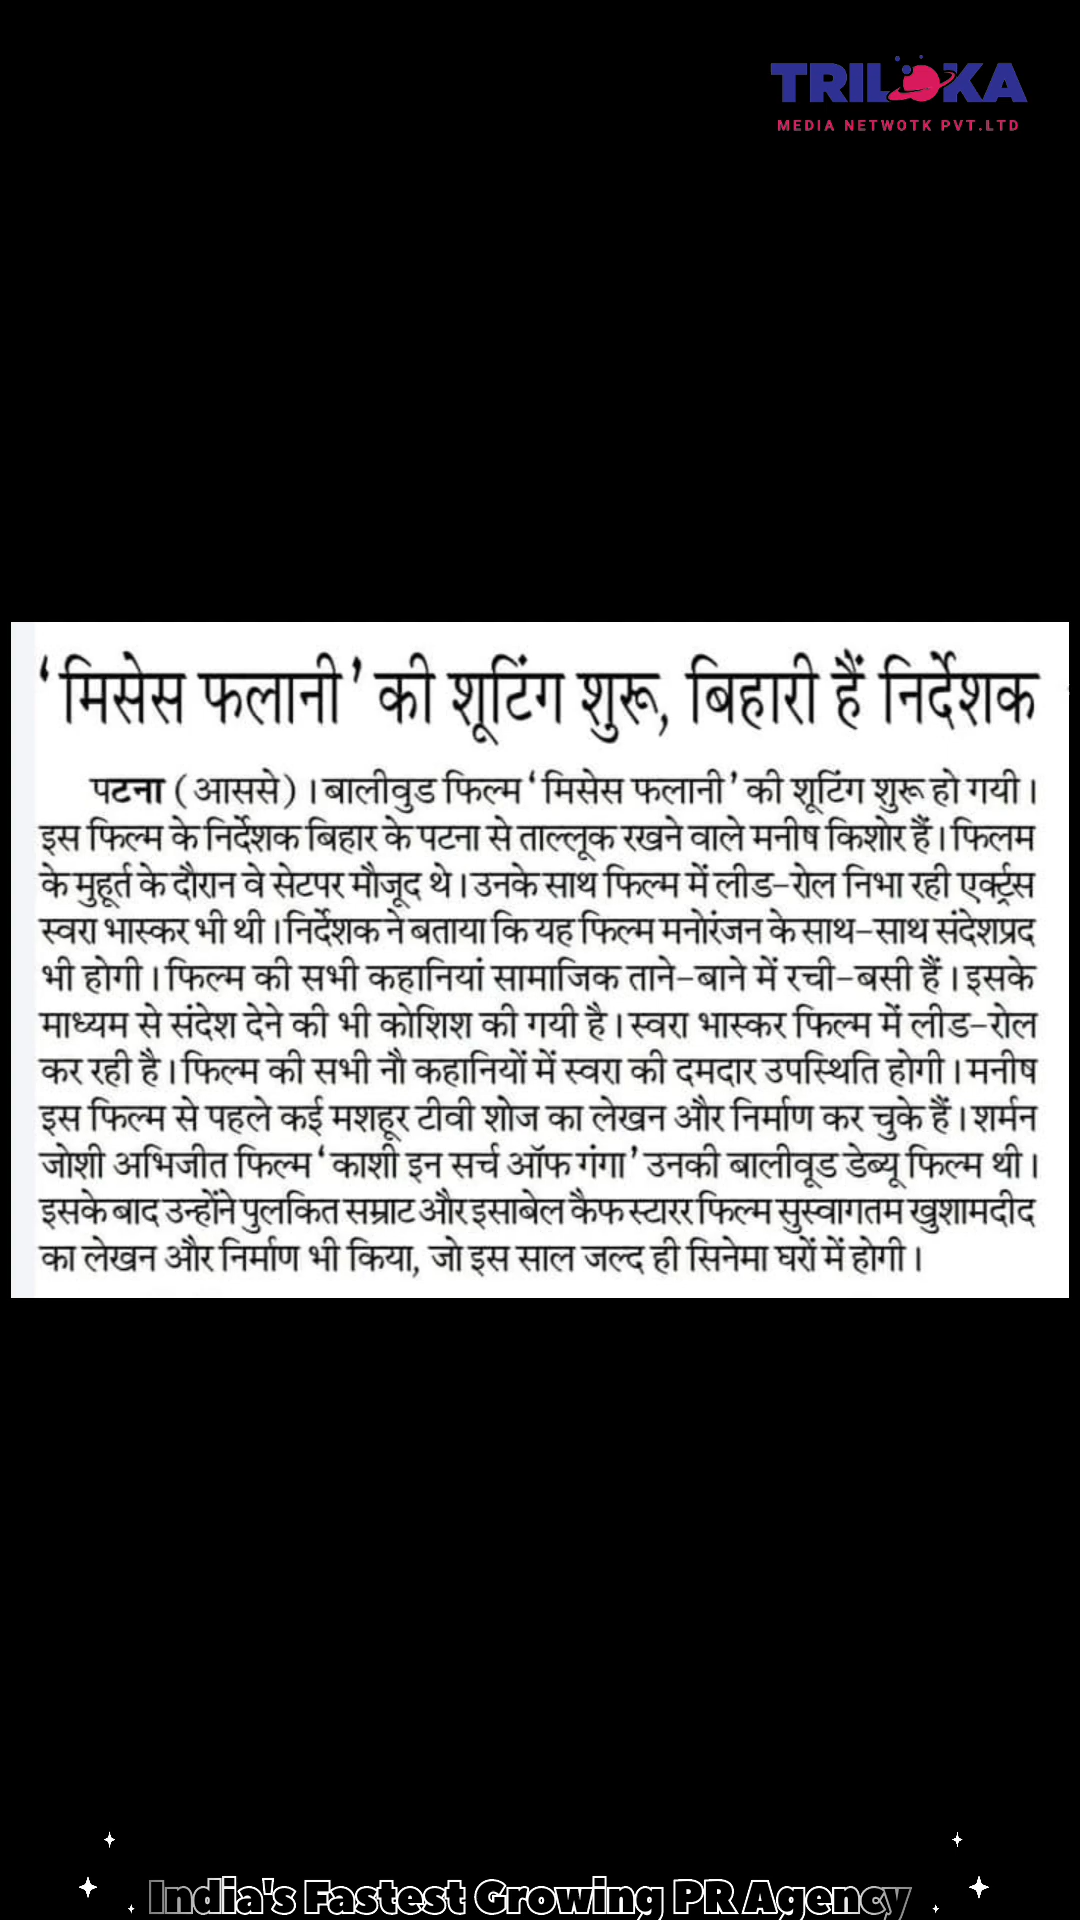 TRILOKA
MEDIA NETWOTK PVT.LTD
‘मिसेस फलानी’ की शूटिंग शुरू, बिहारी हैं निर्देशक
पटना (आससे)। बालीवुड फिल्म ‘मिसेस फलानी’ की शूटिंग शुरू हो गयी।
इस फिल्म के निर्देशक बिहार के पटना से ताल्लूक रखने वाले मनीष किशोर हैं। फिलम
के मुहूर्त के दौरान वे सेटपर मौजूद थे। उनके साथ फिल्म में लीड-रोल निभा रही एक्ट्रेस
स्वरा भास्कर भी थी। निर्देशक ने बताया कि यह फिल्म मनोरंजन के साथ-साथ संदेशप्रद
भी होगी। फिल्म की सभी कहानियां सामाजिक ताने-बाने में रची-बसी हैं। इसके
माध्यम से संदेश देने की भी कोशिश की गयी है। स्वरा भास्कर फिल्म में लीड-रोल
कर रही है। फिल्म की सभी नौ कहानियों में स्वरा की दमदार उपस्थिति होगी। मनीष
इस फिल्म से पहले कई मशहूर टीवी शोज का लेखन और निर्माण कर चुके हैं। शर्मन
जोशी अभिजीत फिल्म ‘काशी इन सर्च ऑफ गंगा’ उनकी बालीवूड डेब्यू फिल्म थी।
इसके बाद उन्होंने पुलकित सम्राट और इसाबेल कैफ स्टारर फिल्म सुस्वागतम खुशामदीद
का लेखन और निर्माण भी किया, जो इस साल जल्द ही सिनेमा घरों में होगी।
India's Fastest Growing PR Agency